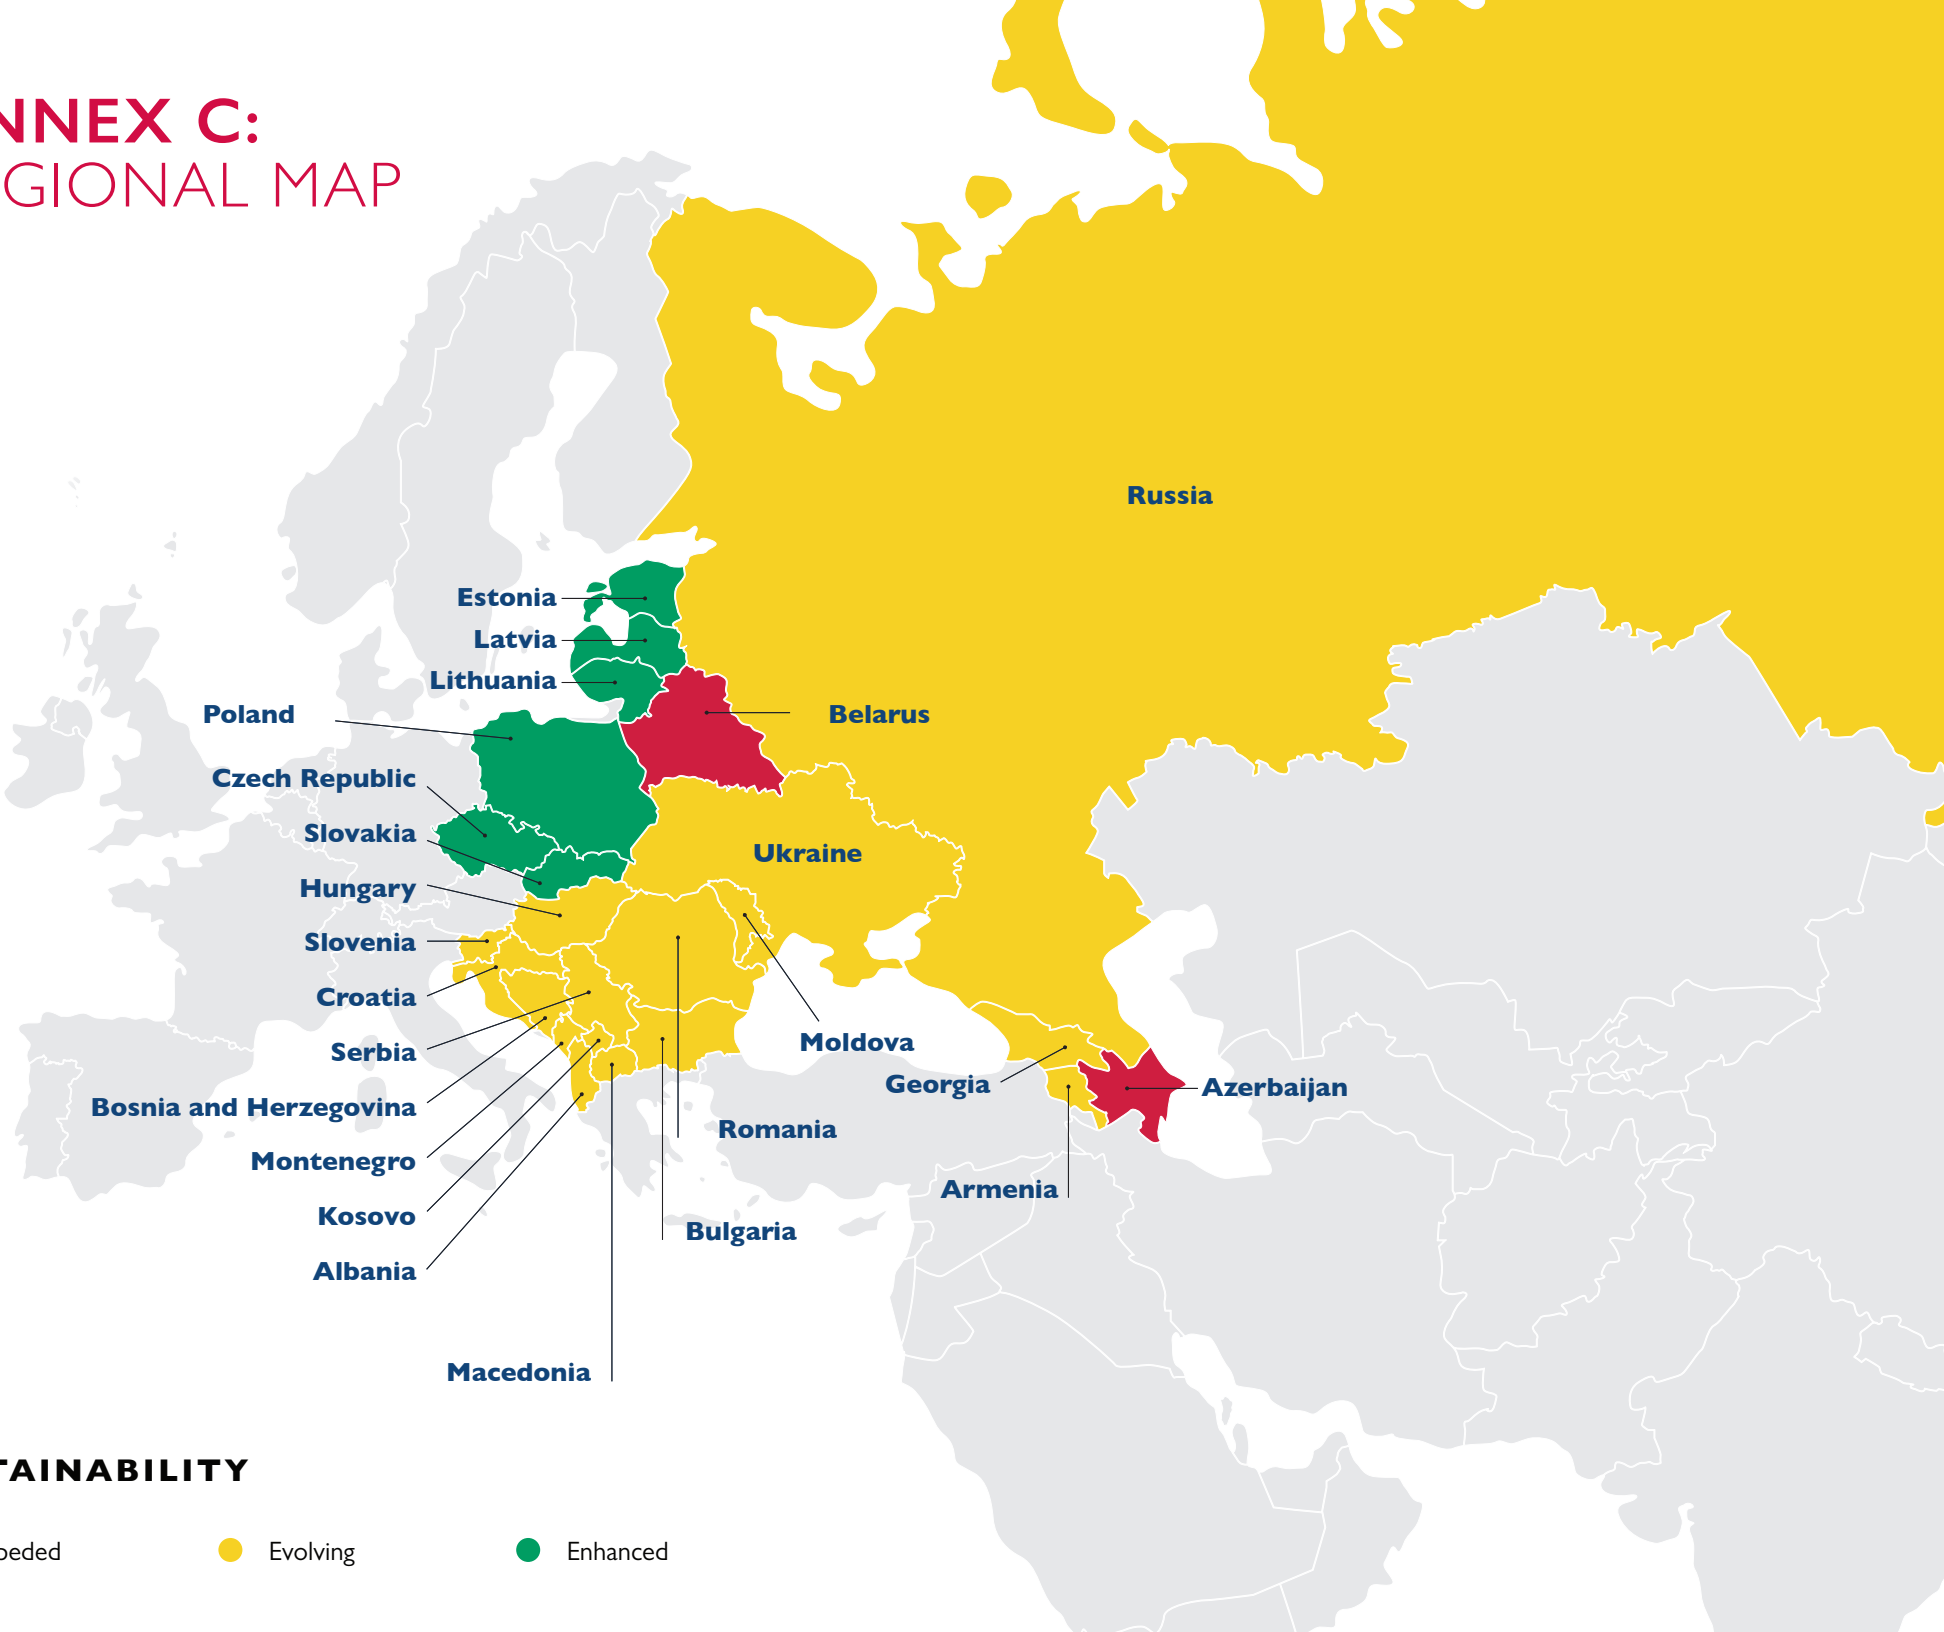 NNEX C:
GIONAL MAP
Russia
Estonia
Latvia
Lithuania
Poland
Belarus
Czech Republic
Slovakia
Ukraine
Hungary
Slovenia
Croatia
Moldova
Serbia
Georgia
Azerbaijan
Bosnia and Herzegovina
Romania
Montenegro
Armenia
Kosovo
Bulgaria
Albania
Macedonia
TAINABILITY
peded
Evolving
Enhanced